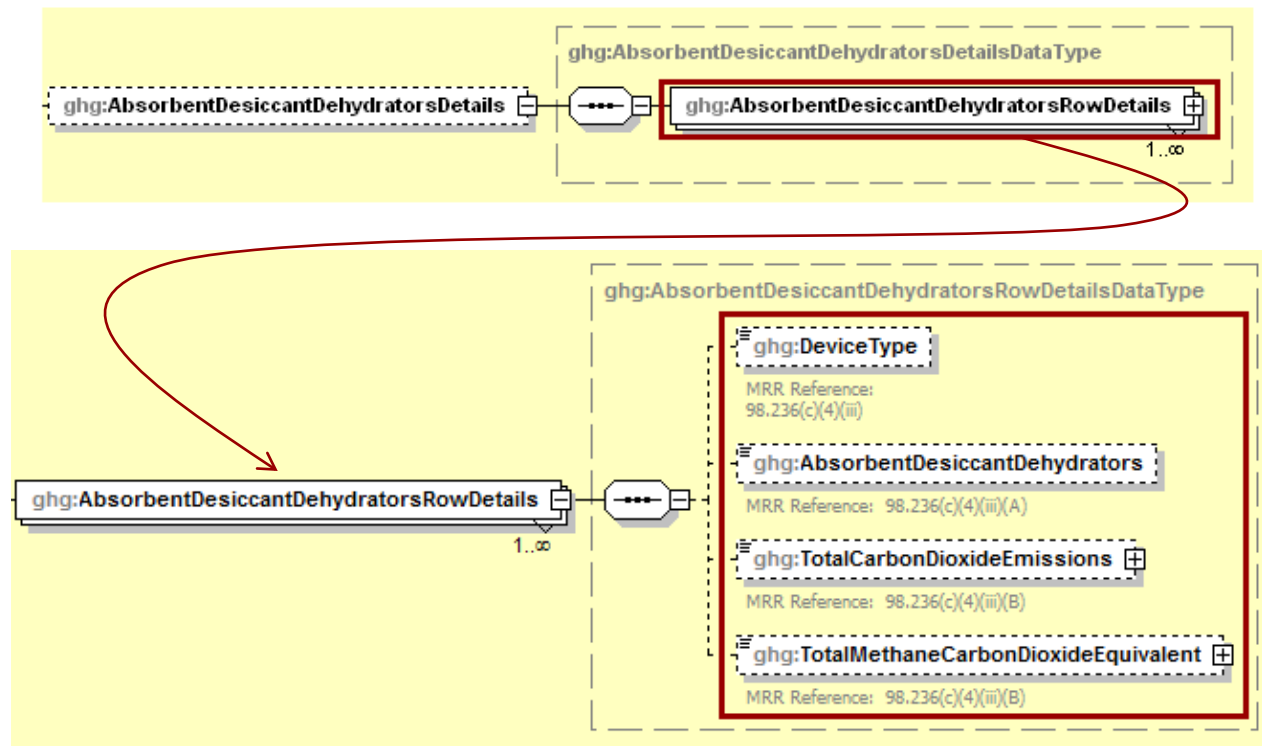 ghg:AbsorbentDesiccantDehydratorsDetailsDataType
ghg:AbsorbentDesiccantDehydratorsDetails
ghg:AbsorbentDesiccantDehydratorsRowDetails
1..∞
ghg:AbsorbentDesiccantDehydratorsRowDetailsDataType
ghg:DeviceType
MRR Reference:
98.236(c)(4)(iii)
ghg:AbsorbentDesiccantDehydrators
MRR Reference: 98.236(c)(4)(iii)(A)
ghg:AbsorbentDesiccantDehydratorsRowDetails
1..∞
ghg:TotalCarbonDioxideEmissions
MRR Reference: 98.236(c)(4)(iii)(B)
ghg:TotalMethaneCarbonDioxideEquivalent
MRR Reference: 98.236(c)(4)(iii)(B)